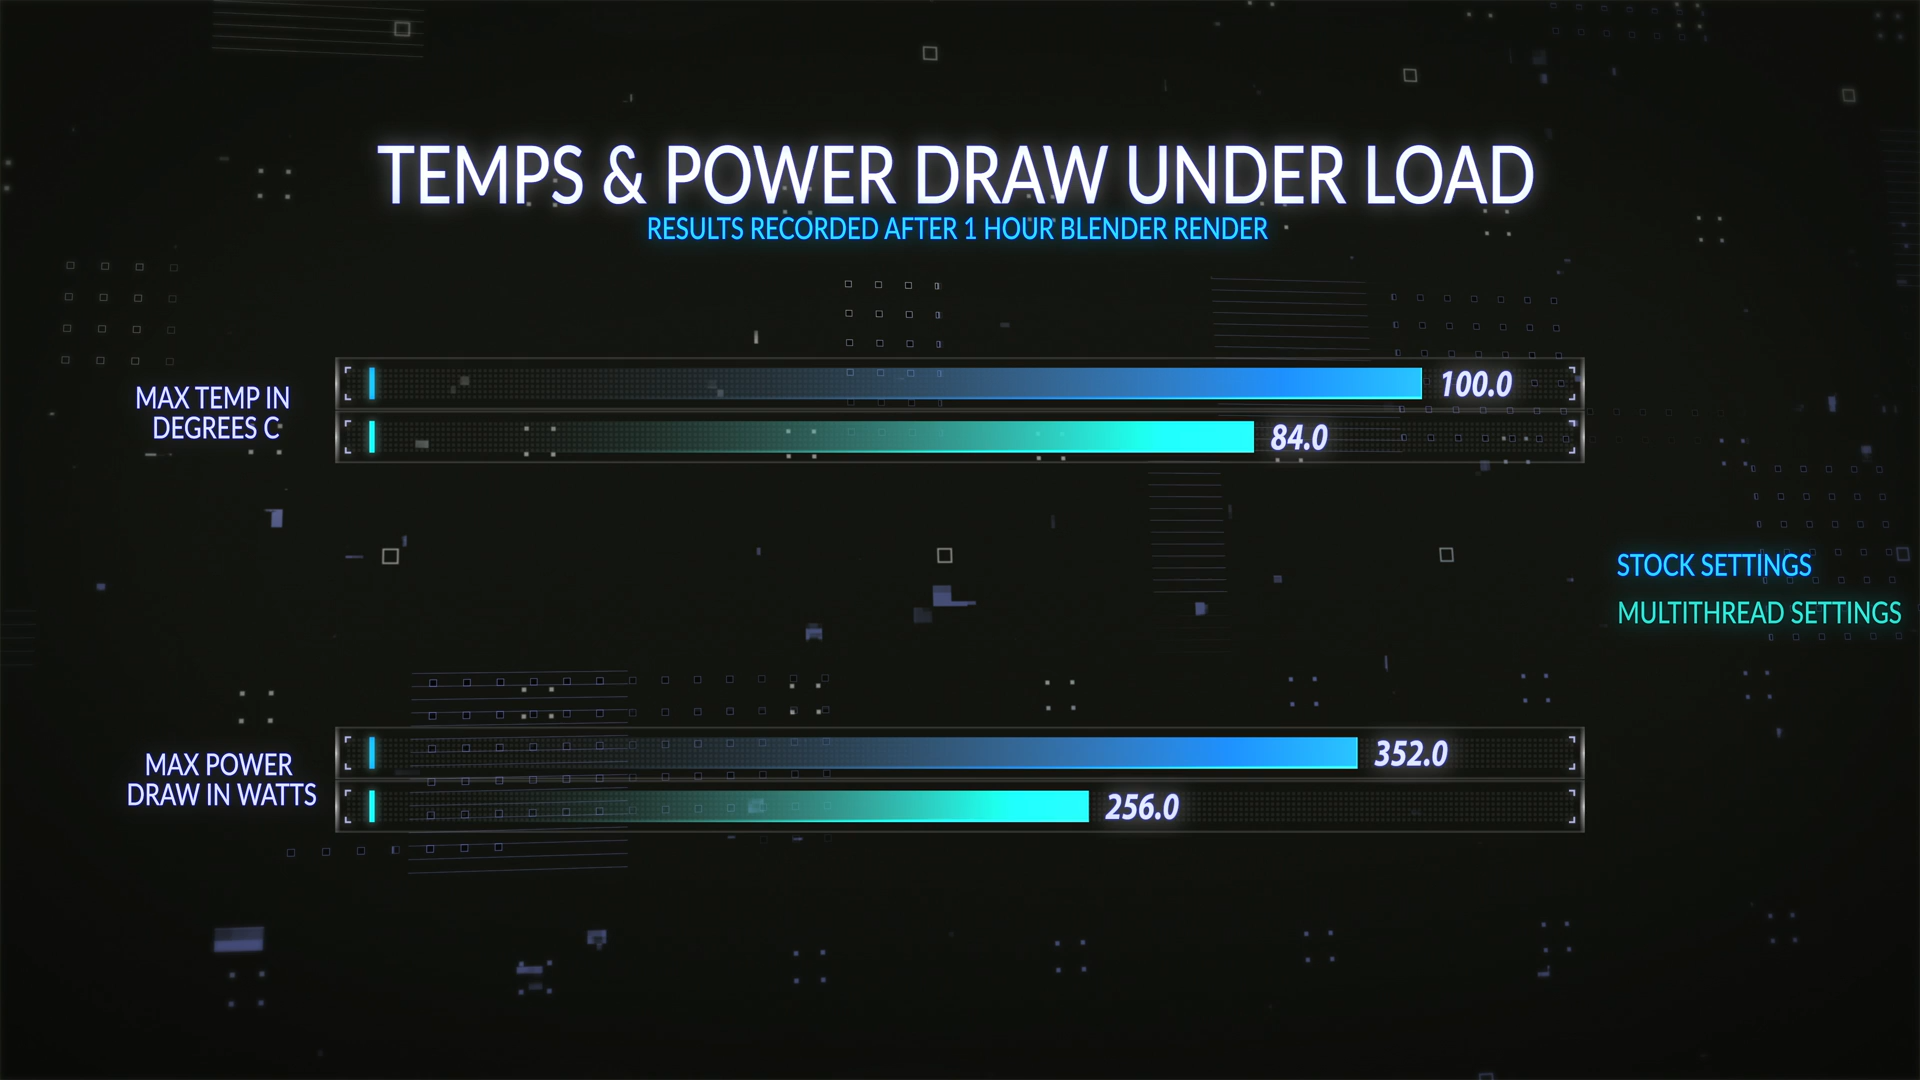 TEMPS & POWER DRAW UNDER LOAD
RESULTS RECORDED AFTER 1 HOUR BLENDER RENDER
MAX TEMP IN
DEGREES C
100.0
84.0
STOCK SETTINGS
MULTITHREAD SETTINGS
MAX POWER
DRAW IN WATTS
352.0
256.0